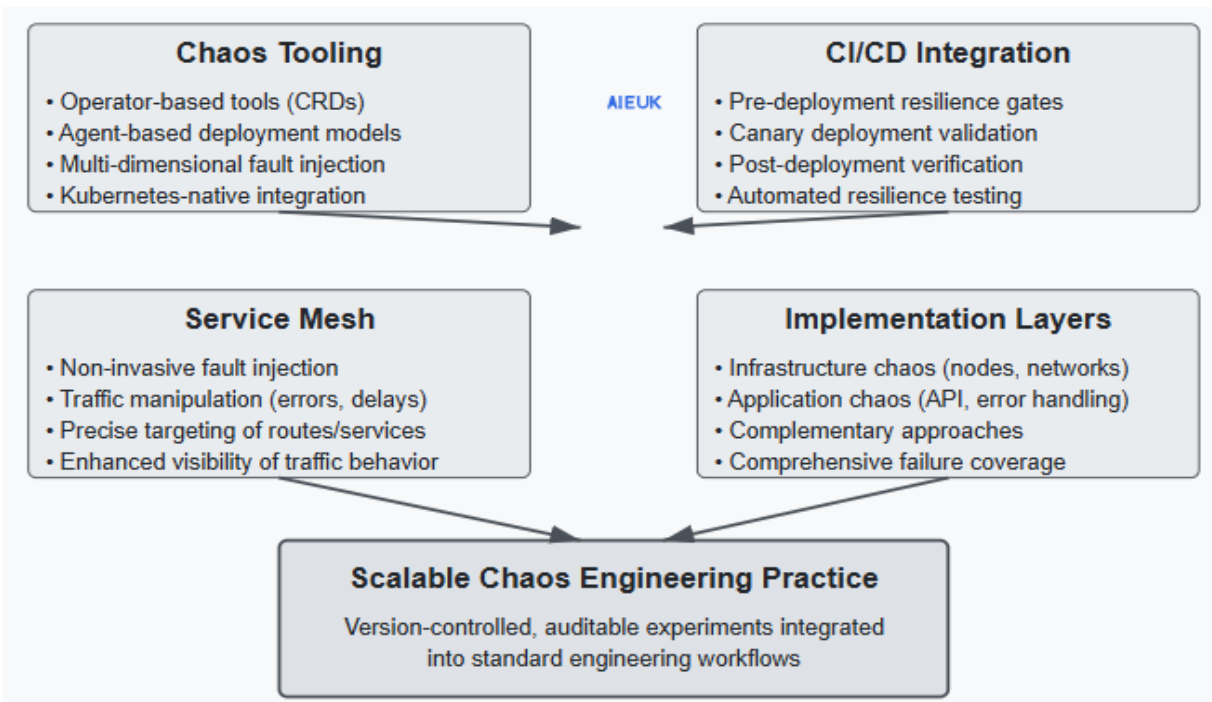 Chaos Tooling
• Operator-based tools (CRDs)
• Agent-based deployment models
• Multi-dimensional fault injection
• Kubernetes-native integration
AIEUK
CI/CD Integration
• Pre-deployment resilience gates
• Canary deployment validation
• Post-deployment verification
• Automated resilience testing
Service Mesh
• Non-invasive fault injection
• Traffic manipulation (errors, delays)
• Precise targeting of routes/services
• Enhanced visibility of traffic behavior
Implementation Layers
• Infrastructure chaos (nodes, networks)
• Application chaos (API, error handling)
• Complementary approaches
• Comprehensive failure coverage
Scalable Chaos Engineering Practice
Version-controlled, auditable experiments integrated
into standard engineering workflows